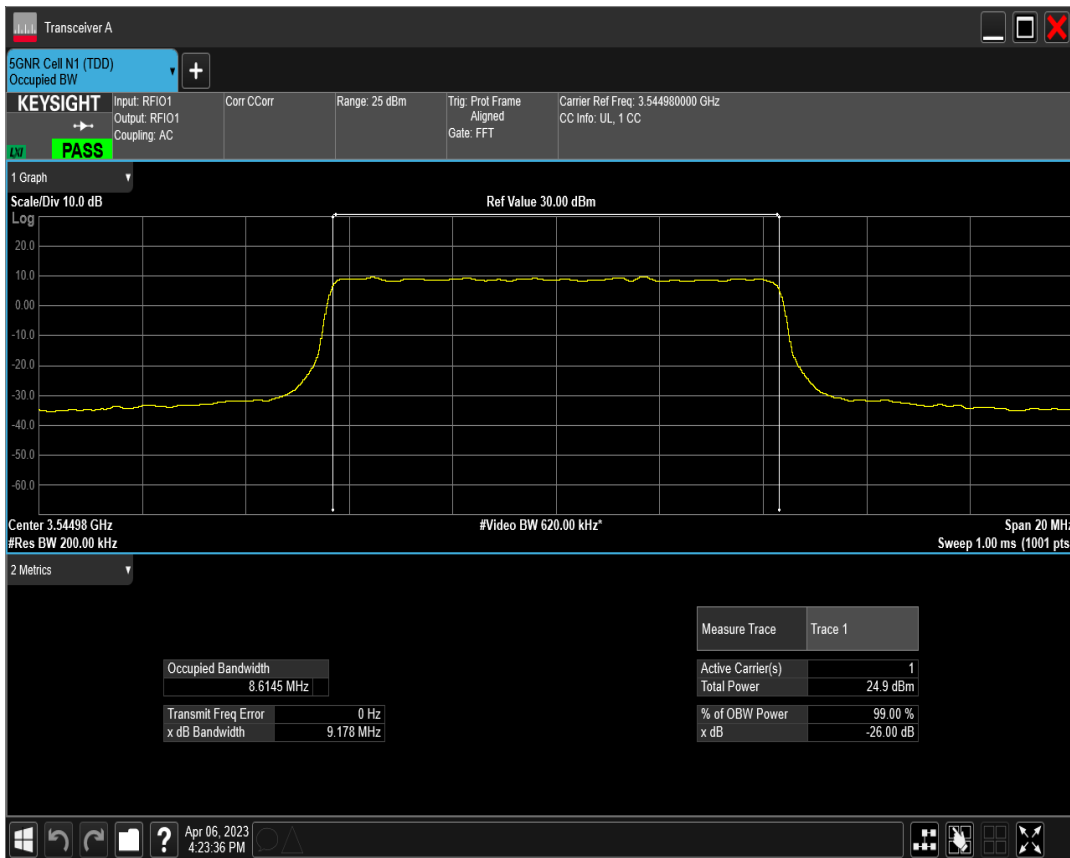 Transceiver A
5GNR Cell N1 (TDD)
Occupied BW
+
KEYSIGHT
LXI
PASS
Input: RFIO1
Output: RFIO1
Coupling: AC
Corr CCorr
Range: 25 dBm
Trig: Prot Frame
Aligned
Gate: FFT
Carrier Ref Freq: 3.544980000 GHz
CC Info: UL, 1 CC
1 Graph
Scale/Div 10.0 dB
Ref Value 30.00 dBm
Log
20.0
10.0
0.00
-10.0
-20.0
-30.0
-40.0
-50.0
-60.0
Center 3.54498 GHz
#Video BW 620.00 kHz*
Span 20 MHz
#Res BW 200.00 kHz
Sweep 1.00 ms (1001 pts
2 Metrics
Measure Trace Trace 1
Occupied Bandwidth
8.6145 MHz
Active Carrier(s) 1
Total Power 24.9 dBm
Transmit Freq Error 0 Hz
x dB Bandwidth 9.178 MHz
% of OBW Power 99.00 %
x dB -26.00 dB
?
Apr 06, 2023
4:23:36 PM